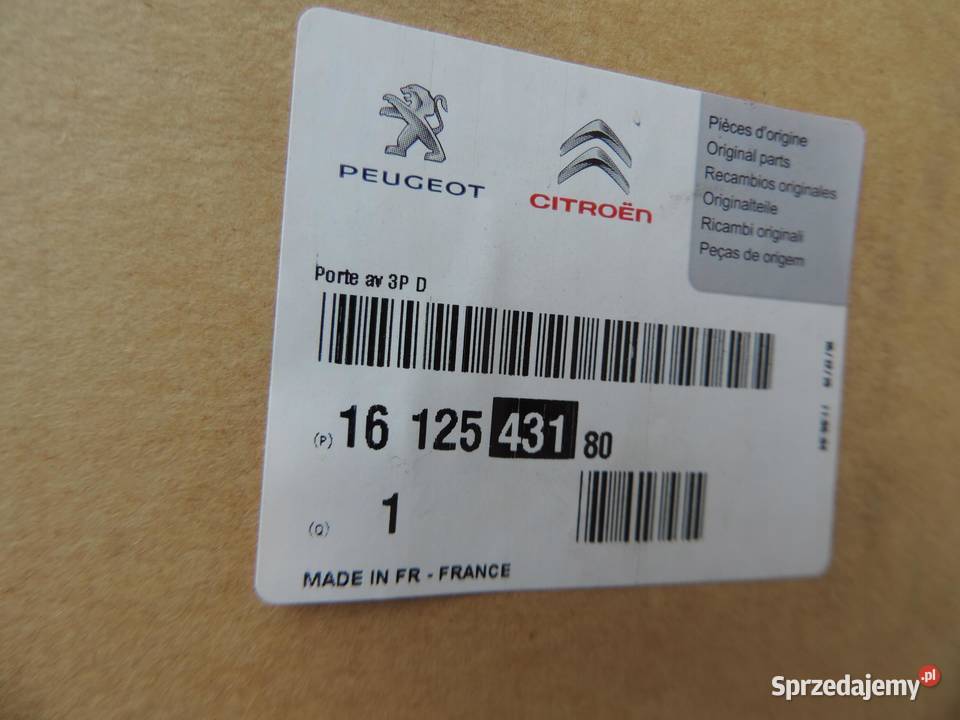 PEUGEOT
CITROËN
Pièces d'origine
Original parts
Recambios originales
Originalteile
Ricambi originali
Peças de origem
Porte av 3P D
(P) 16 125 431 80
(Q) 1
MADE IN FR - FRANCE
Sprzedajemy.pl